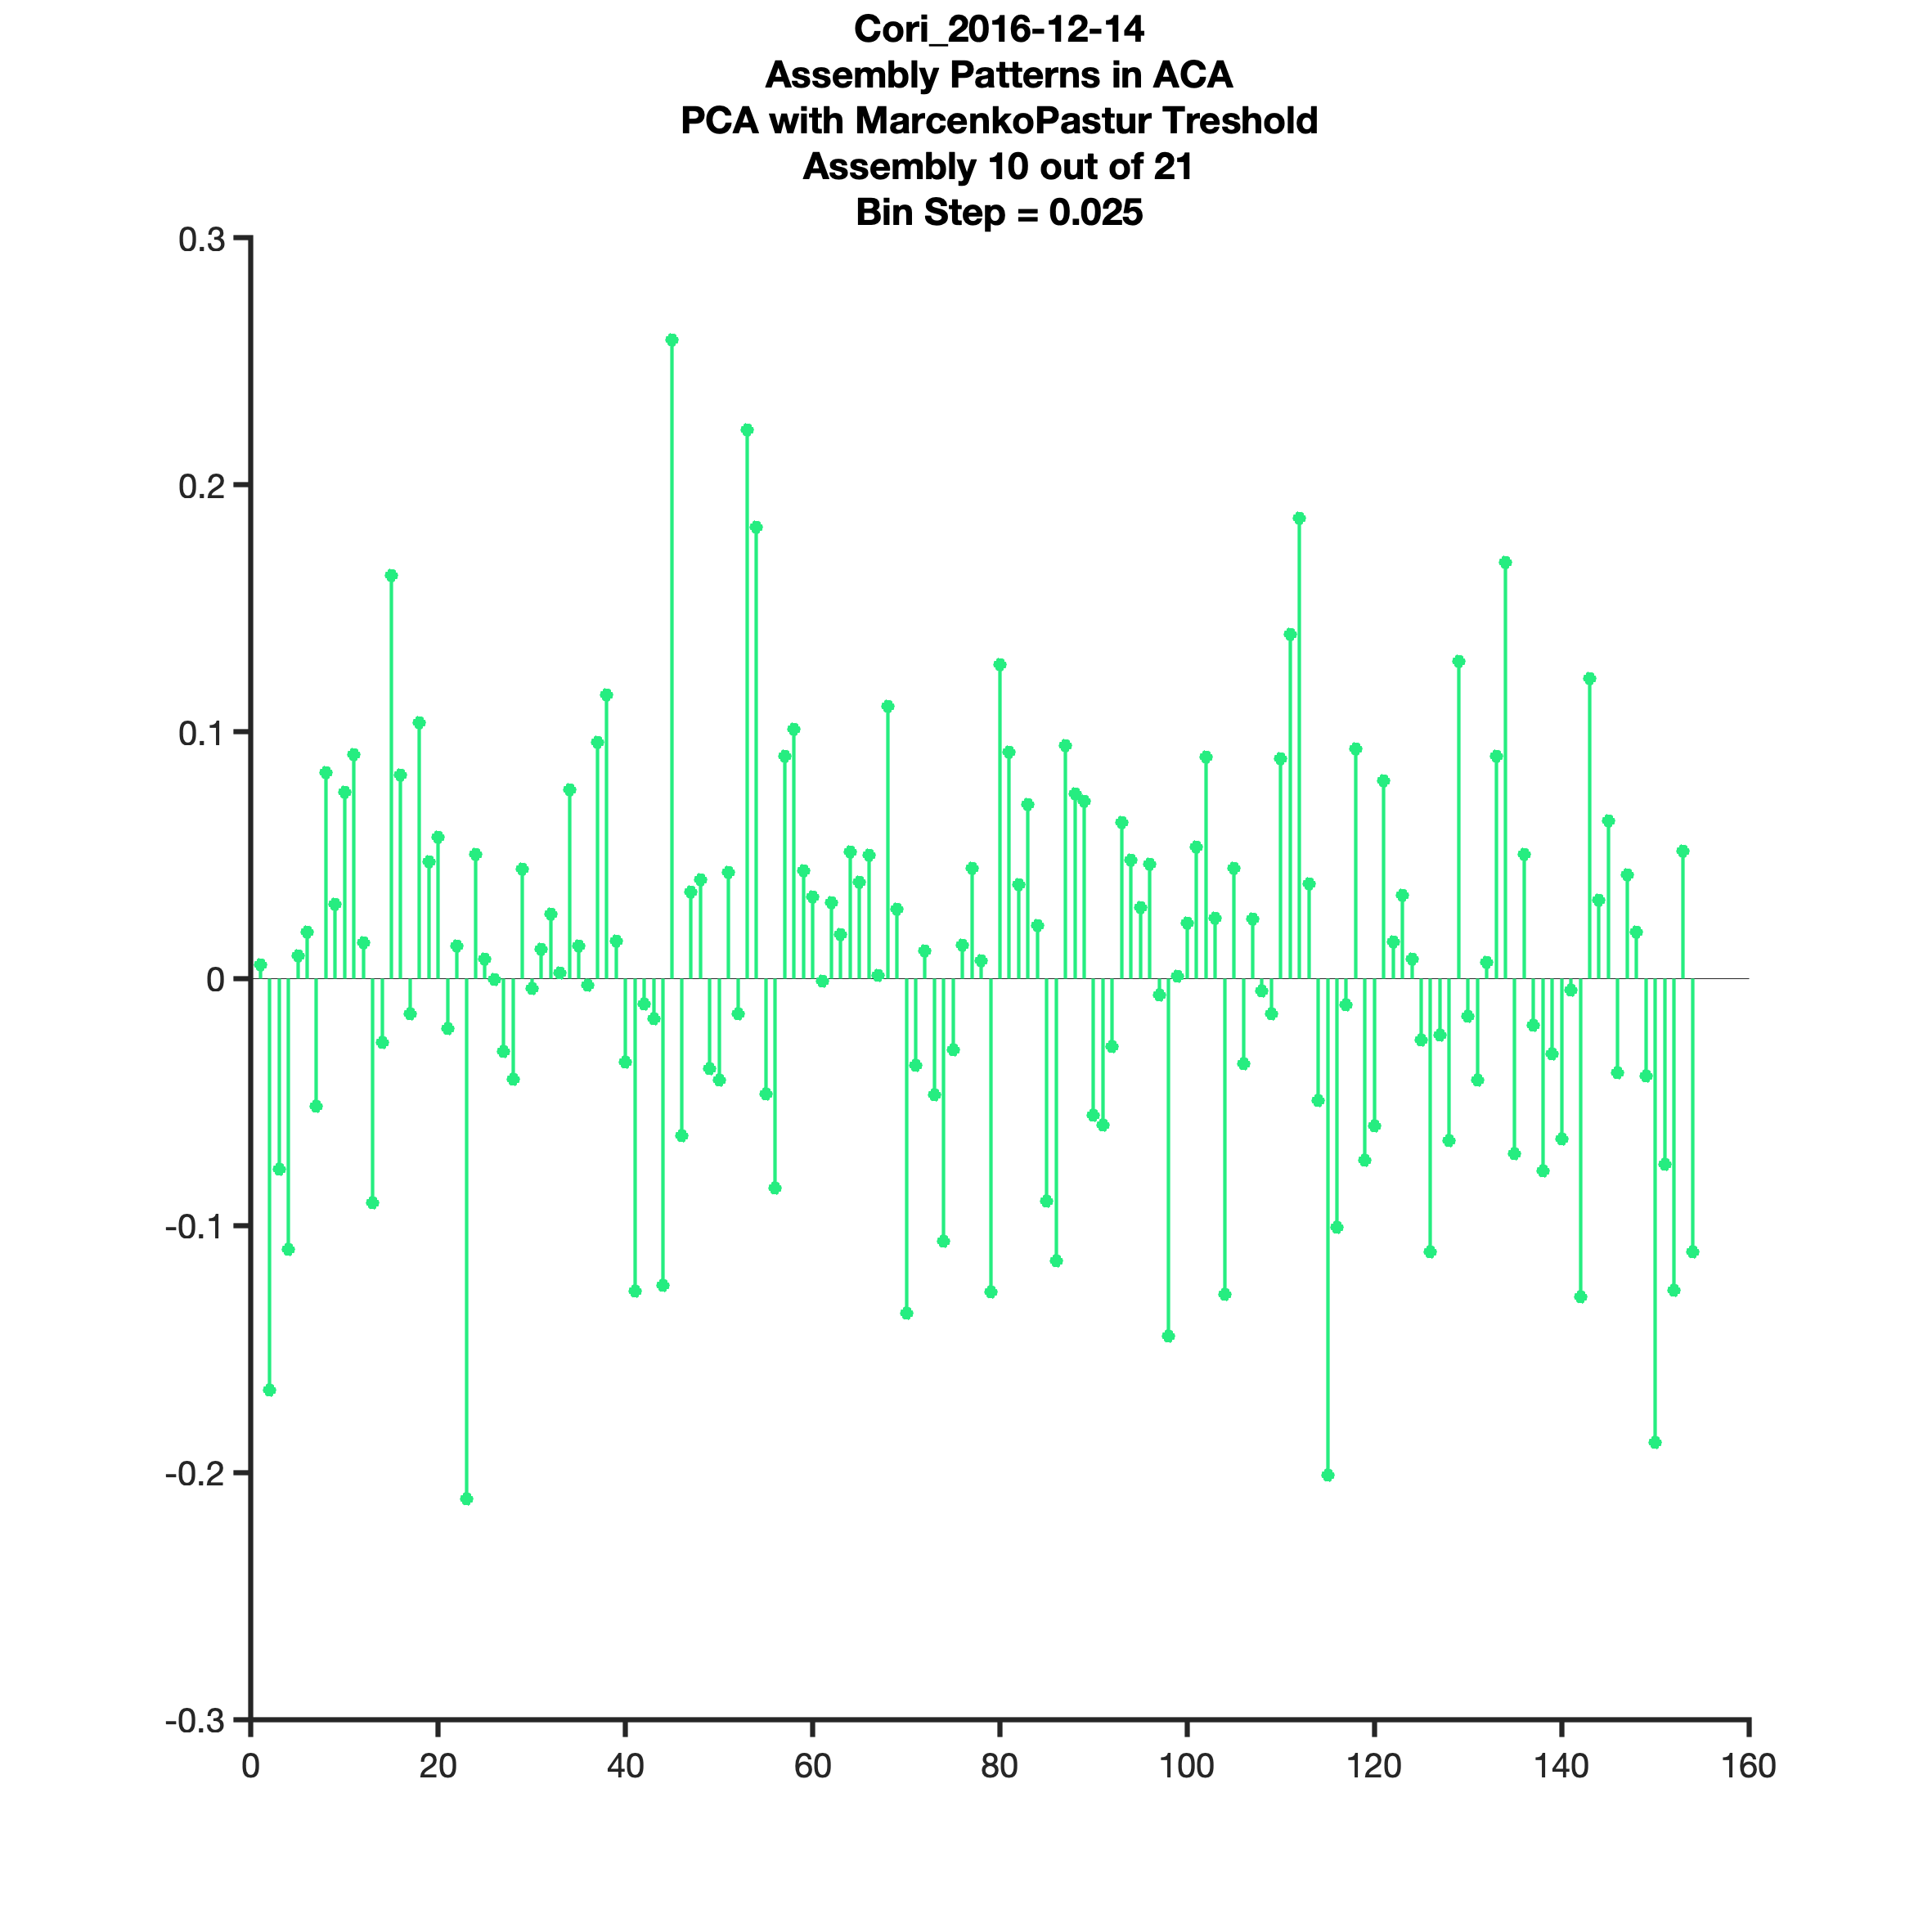 Cori_2016-12-14
Assembly Patterns in ACA
PCA with MarcenkoPastur Treshold
Assembly 10 out of 21
Bin Step = 0.025
0.3
0.2
0.1
0
-0.1
-0.2
-0.3
0 20 40 60 80 100 120 140 160